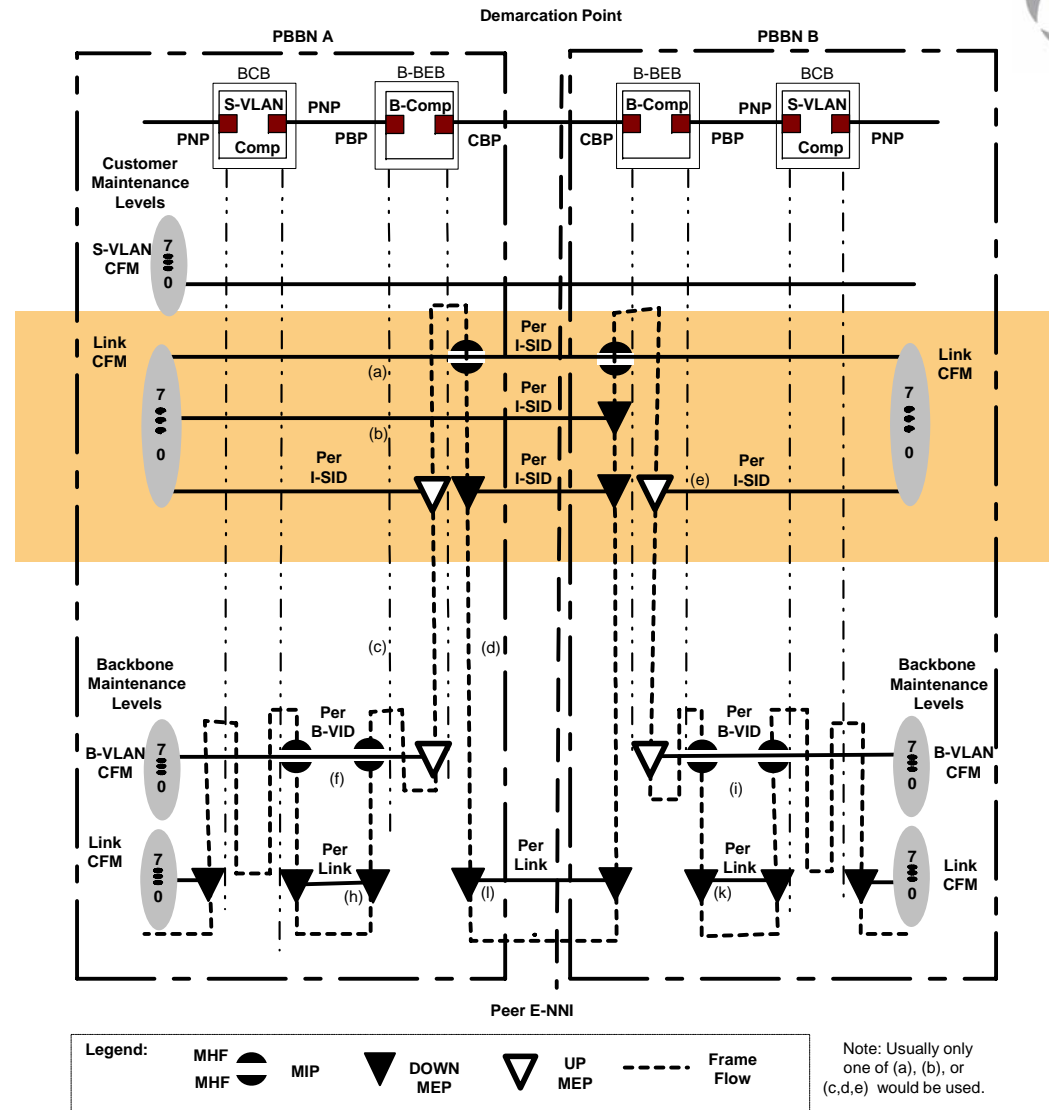 Demarcation Point
PBBN A
PBBN B
BCB
B-BEB
B-BEB
BCB
S-VLAN
Comp
PNP
PNP
B-Comp
PBP
CBP
B-Comp
CBP
PBP
PNP
S-VLAN
Comp
PNP
Customer
Maintenance
Levels
S-VLAN
CFM
7
0
Link
CFM
7
0
Per
I-SID
(a)
Per
I-SID
(b)
Per
I-SID
Per
I-SID
(e)
Per
I-SID
Link
CFM
7
0
(c)
(d)
Backbone
Maintenance
Levels
B-VLAN
CFM
7
0
Per
B-VID
(f)
Per
B-VID
(i)
Backbone
Maintenance
Levels
B-VLAN
CFM
7
0
Link
CFM
7
0
Per
Link
(h)
Per
Link
(l)
Per
Link
(k)
Link
CFM
7
0
Peer E-NNI
Legend:
MHF
MHF
MIP
DOWN
MEP
UP
MEP
Frame
Flow
Note: Usually only
one of (a), (b), or
(c,d,e) would be used.